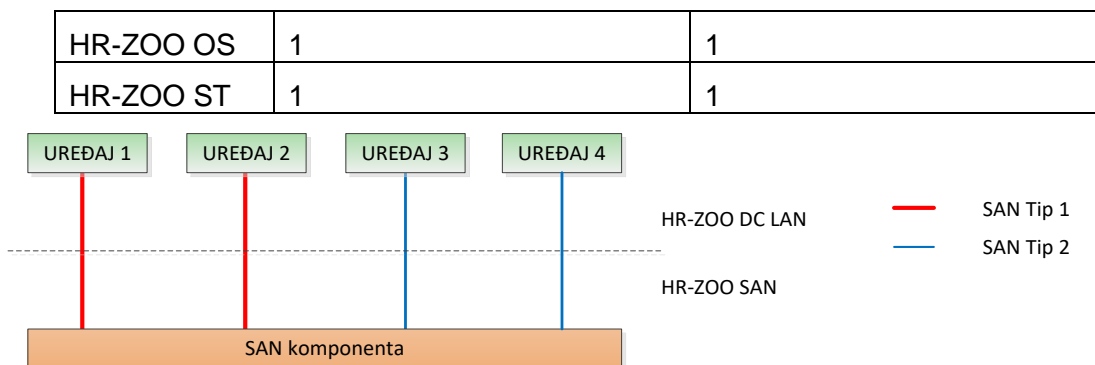 HR-ZOO OS 1 1
HR-ZOO ST 1 1
UREĐAJ 1 UREĐAJ 2 UREĐAJ 3 UREĐAJ 4
HR-ZOO DC LAN
SAN Tip 1
SAN Tip 2
HR-ZOO SAN
SAN komponenta